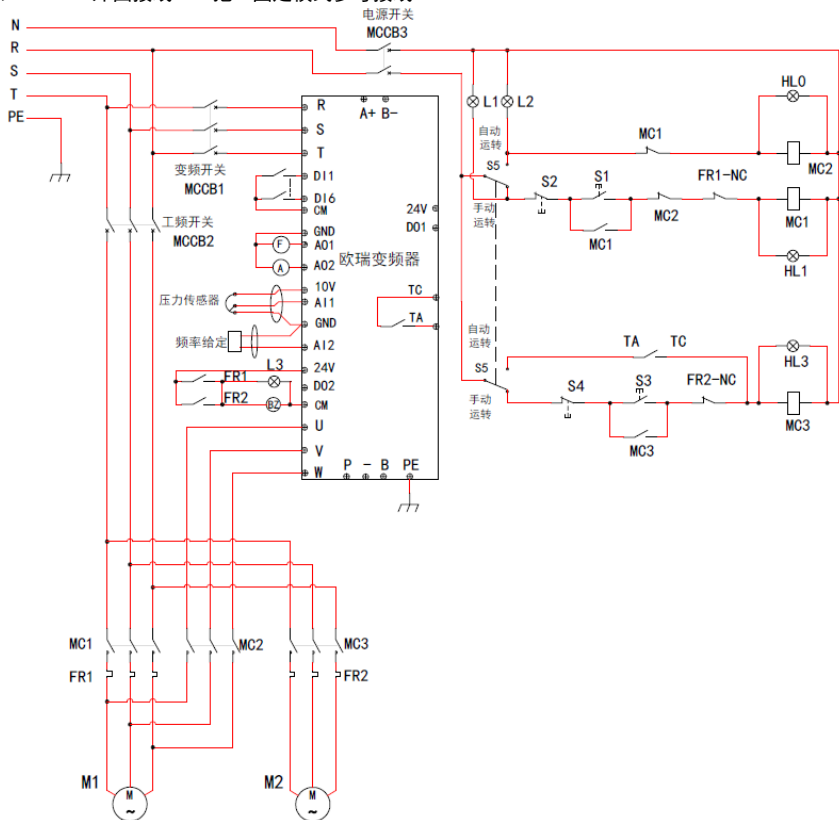 电源开关
MCCB3
N
R
S
T
PE
R
S
T
A+ B-
变频开关
MCCB1
工频开关
MCCB2
DI1
DI6
CM
GND
AO1
F
AO2
A
欧瑞变频器
24V
DO1
压力传感器
10V
AI1
GND
频率给定
AI2
TC
TA
24V
L3
FR1
DO2
FR2
BZ
CM
U
V
W
P - B PE
L1 L2
HL0
自动
运转
MC1
MC2
S5
手动
运转
S2
S1
MC1
MC2
FR1-NC
MC1
HL1
自动
运转
S5
手动
运转
TA TC
HL3
S4
S3
FR2-NC
MC3
MC3
MC1
MC2
MC3
FR1
FR2
M1
M
~
M2
M
~